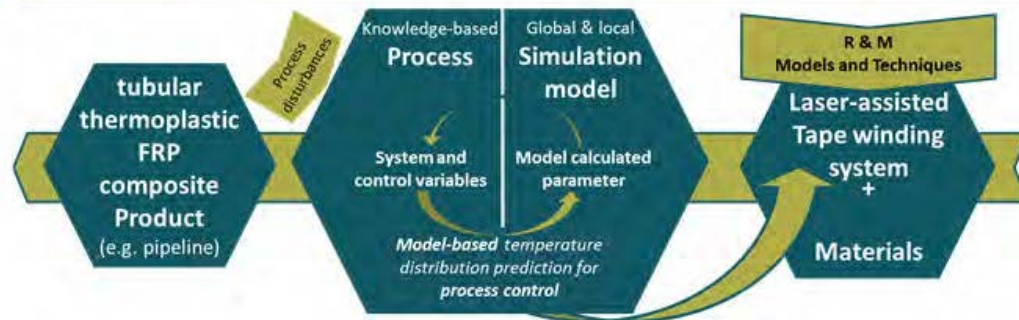 tubular
thermoplastic
FRP
composite
Product
(e.g. pipeline)
Process
disturbances
Knowledge-based
Process
System and
control variables
Global & local
Simulation
model
Model calculated
parameter
Model-based temperature
distribution prediction for
process control
R & M
Models and Techniques
Laser-assisted
Tape winding
system
+
Materials